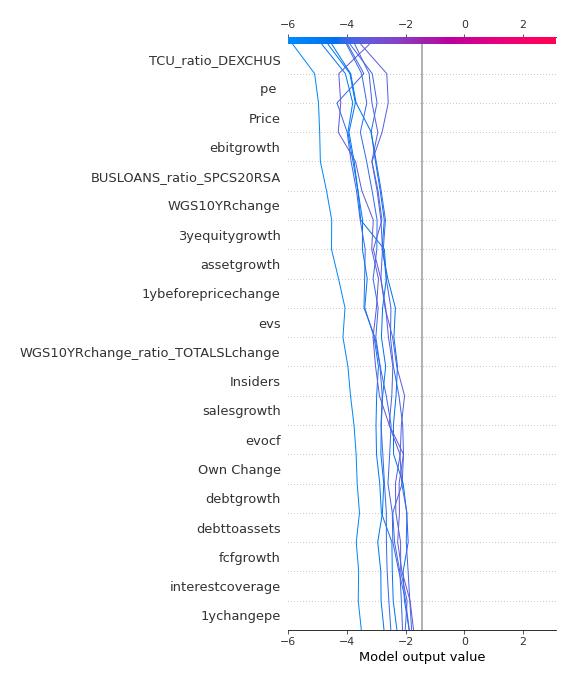 −6 −4 −2 0 2
TCU_ratio_DEXCHUS
pe
Price
ebitgrowth
BUSLOANS_ratio_SPCS20RSA
WGS10YRchange
3yequitygrowth
assetgrowth
1ybeforepricechange
evs
WGS10YRchange_ratio_TOTALSLchange
Insiders
salesgrowth
evocf
Own Change
debtgrowth
debttoassets
fcfgrowth
interestcoverage
1ychangepe
−6 −4 −2 0 2
Model output value